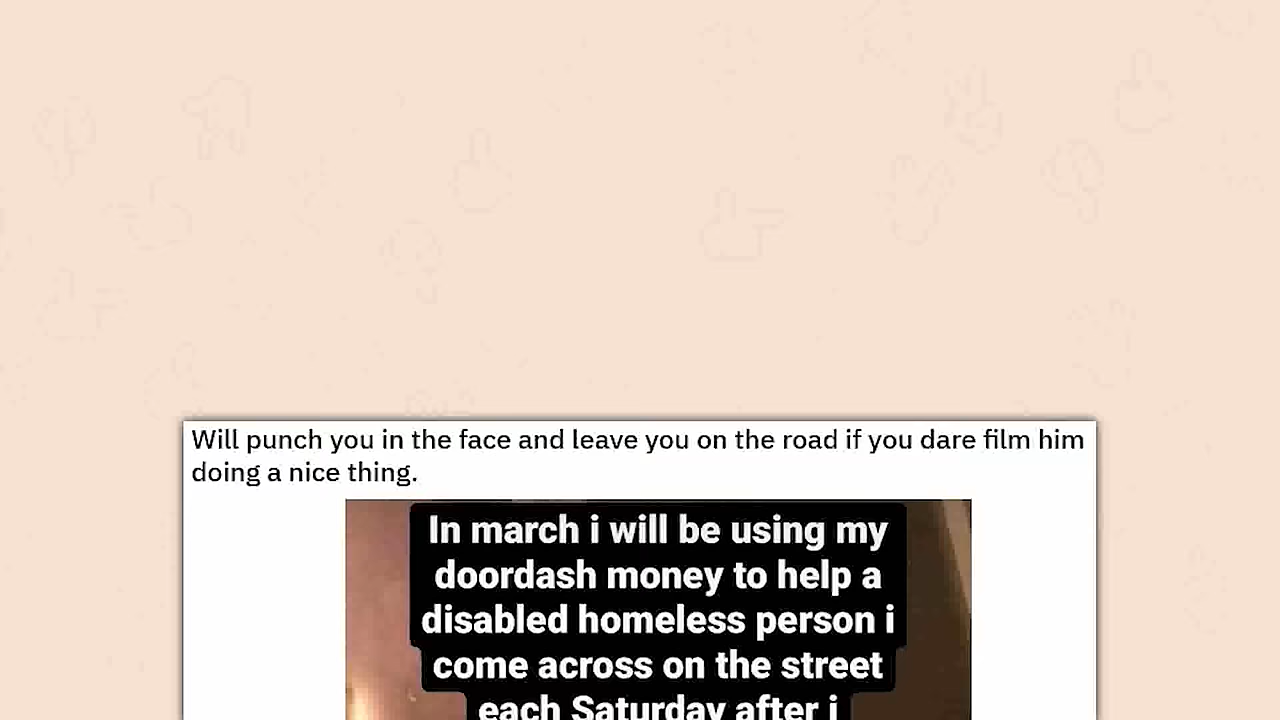 Will punch you in the face and leave you on the road if you dare film him
doing a nice thing.
In march i will be using my
doordash money to help a
disabled homeless person i
come across on the street
each Saturday after i